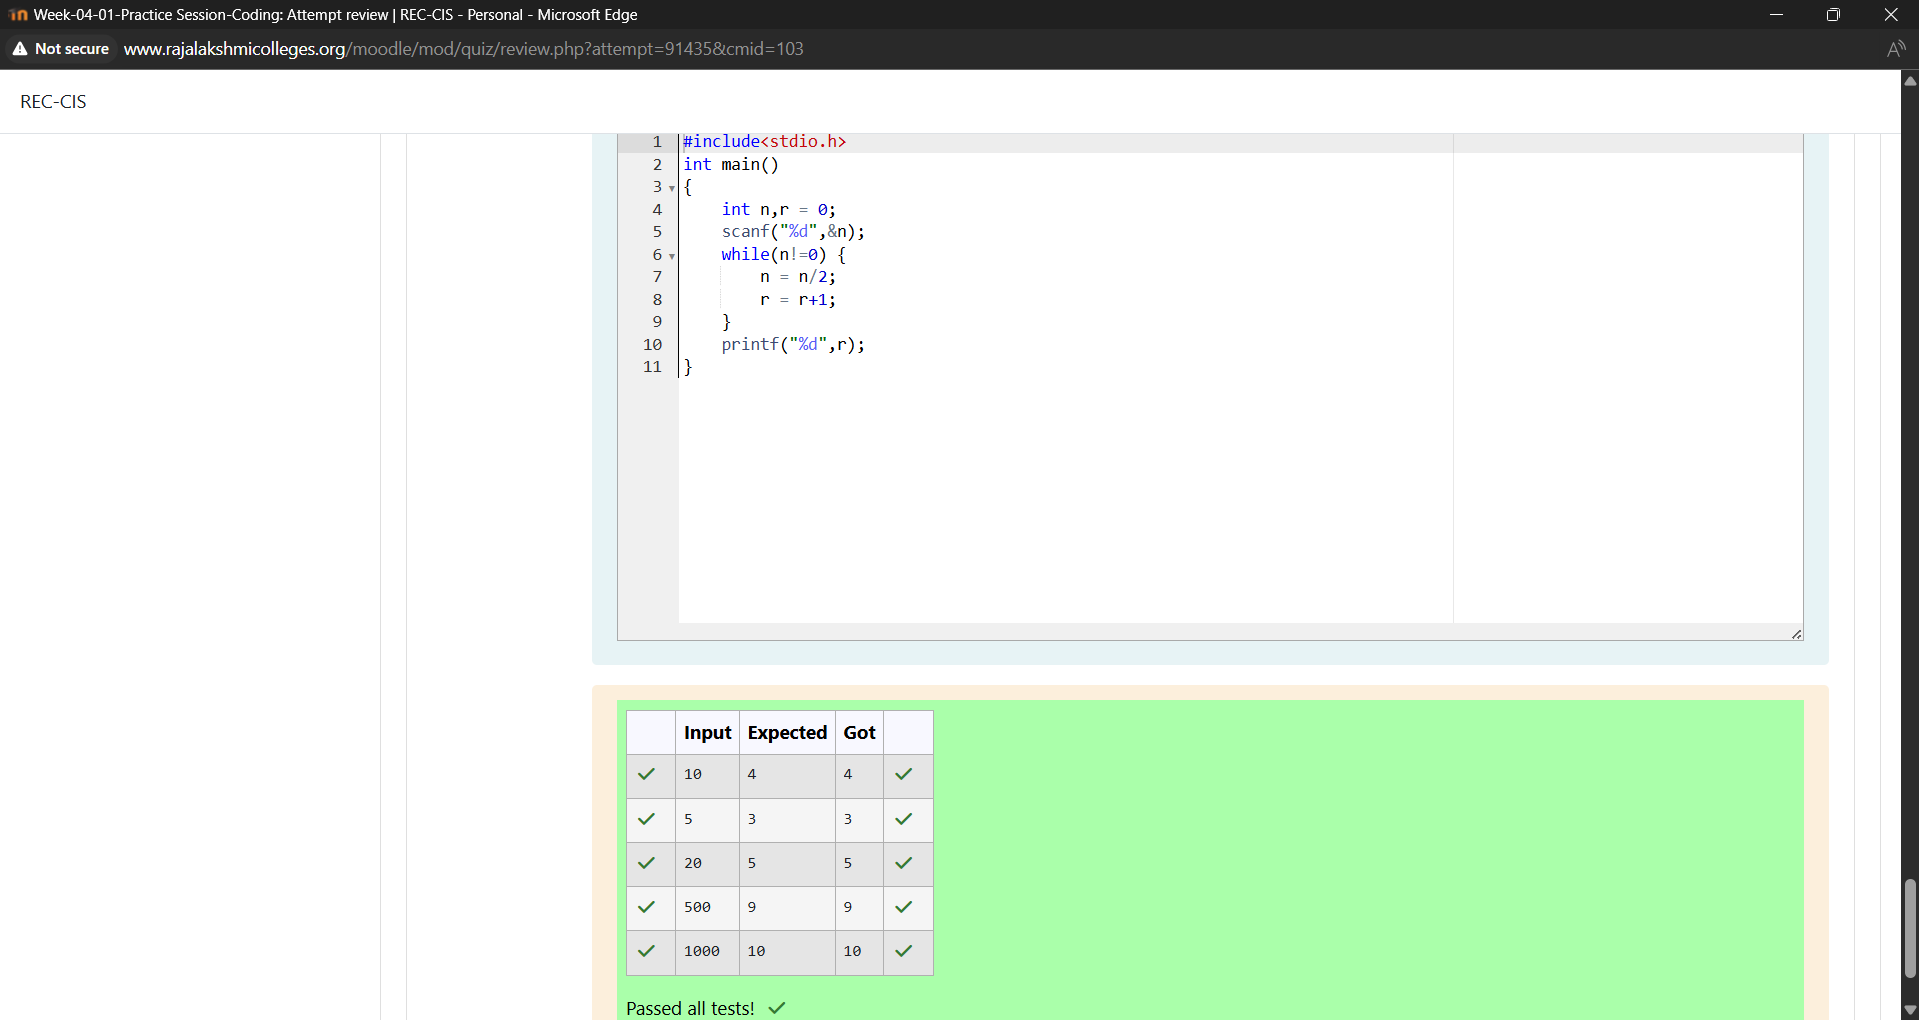 Week-04-01-Practice Session-Coding: Attempt review | REC-CIS - Personal - Microsoft Edge
Not secure www.rajalakshmicolleges.org/moodle/mod/quiz/review.php?attempt=91435&cmid=103
REC-CIS
1 #include<stdio.h>
2 int main()
3 {
4 int n,r = 0;
5 scanf("%d",&n);
6 while(n!=0) {
7 n = n/2;
8 r = r+1;
9 }
10 printf("%d",r);
11 }
Input Expected Got
10 4 4
5 3 3
20 5 5
500 9 9
1000 10 10
Passed all tests!